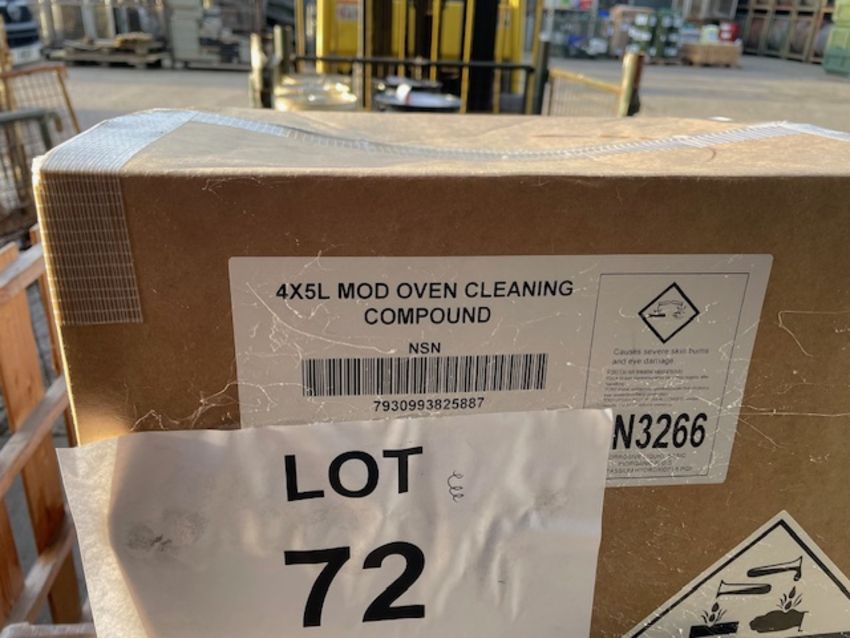 4X5L MOD OVEN CLEANING
COMPOUND
NSN
7930993825887
Causes severe skin burns
and eye damage.
N3266
LOT
72